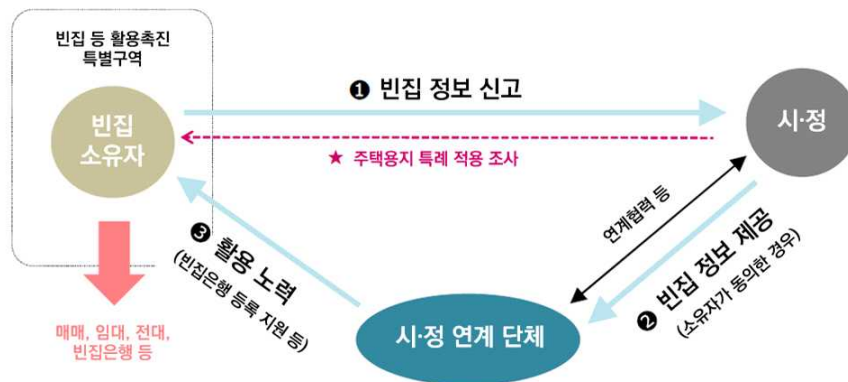 빈집 등 활용촉진
특별구역
❶ 빈집 정보 신고
빈집
소유자
시·정
★ 주택용지 특례 적용 조사
연계협력 등
❷ 빈집 정보 제공
(소유자가 동의한 경우)
❸ 활용 노력
(빈집은행 등록 지원 등)
시·정 연계 단체
매매, 임대, 전대,
빈집은행 등